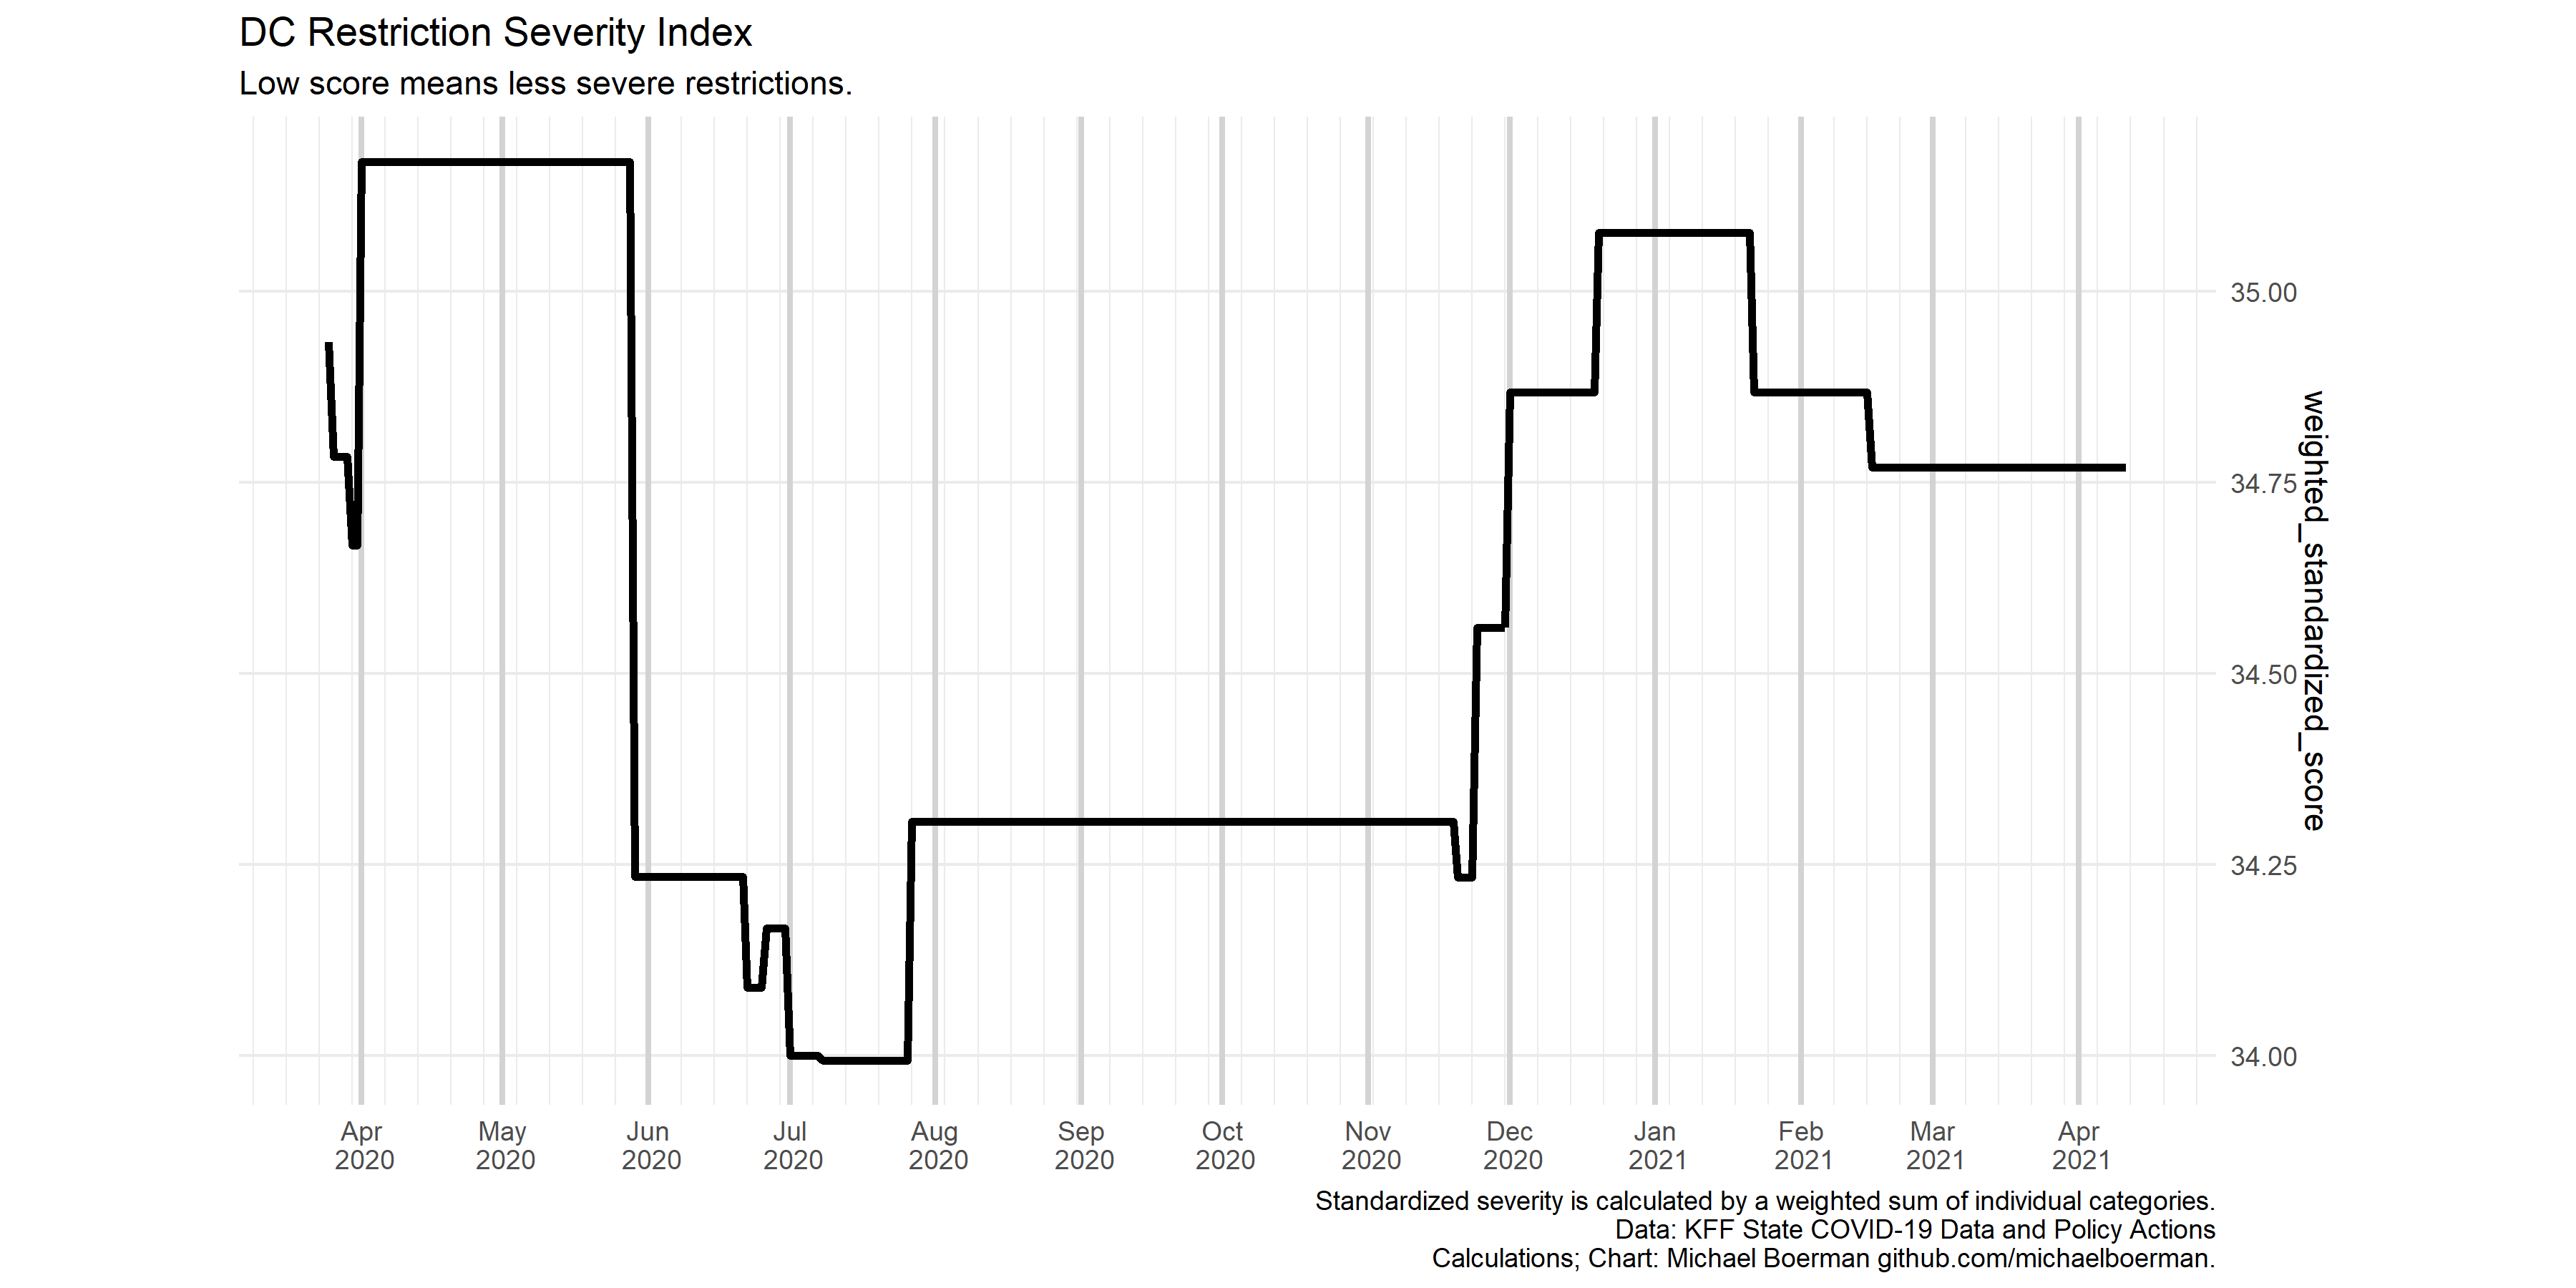 DC Restriction Severity Index
Low score means less severe restrictions.
35.00
34.75
34.50
34.25
34.00
weighted_standardized_score
Apr May Jun Jul Aug Sep Oct Nov Dec Jan Feb Mar Apr
2020 2020 2020 2020 2020 2020 2020 2020 2020 2021 2021 2021 2021
Standardized severity is calculated by a weighted sum of individual categories.
Data: KFF State COVID-19 Data and Policy Actions
Calculations; Chart: Michael Boerman github.com/michaelboerman.